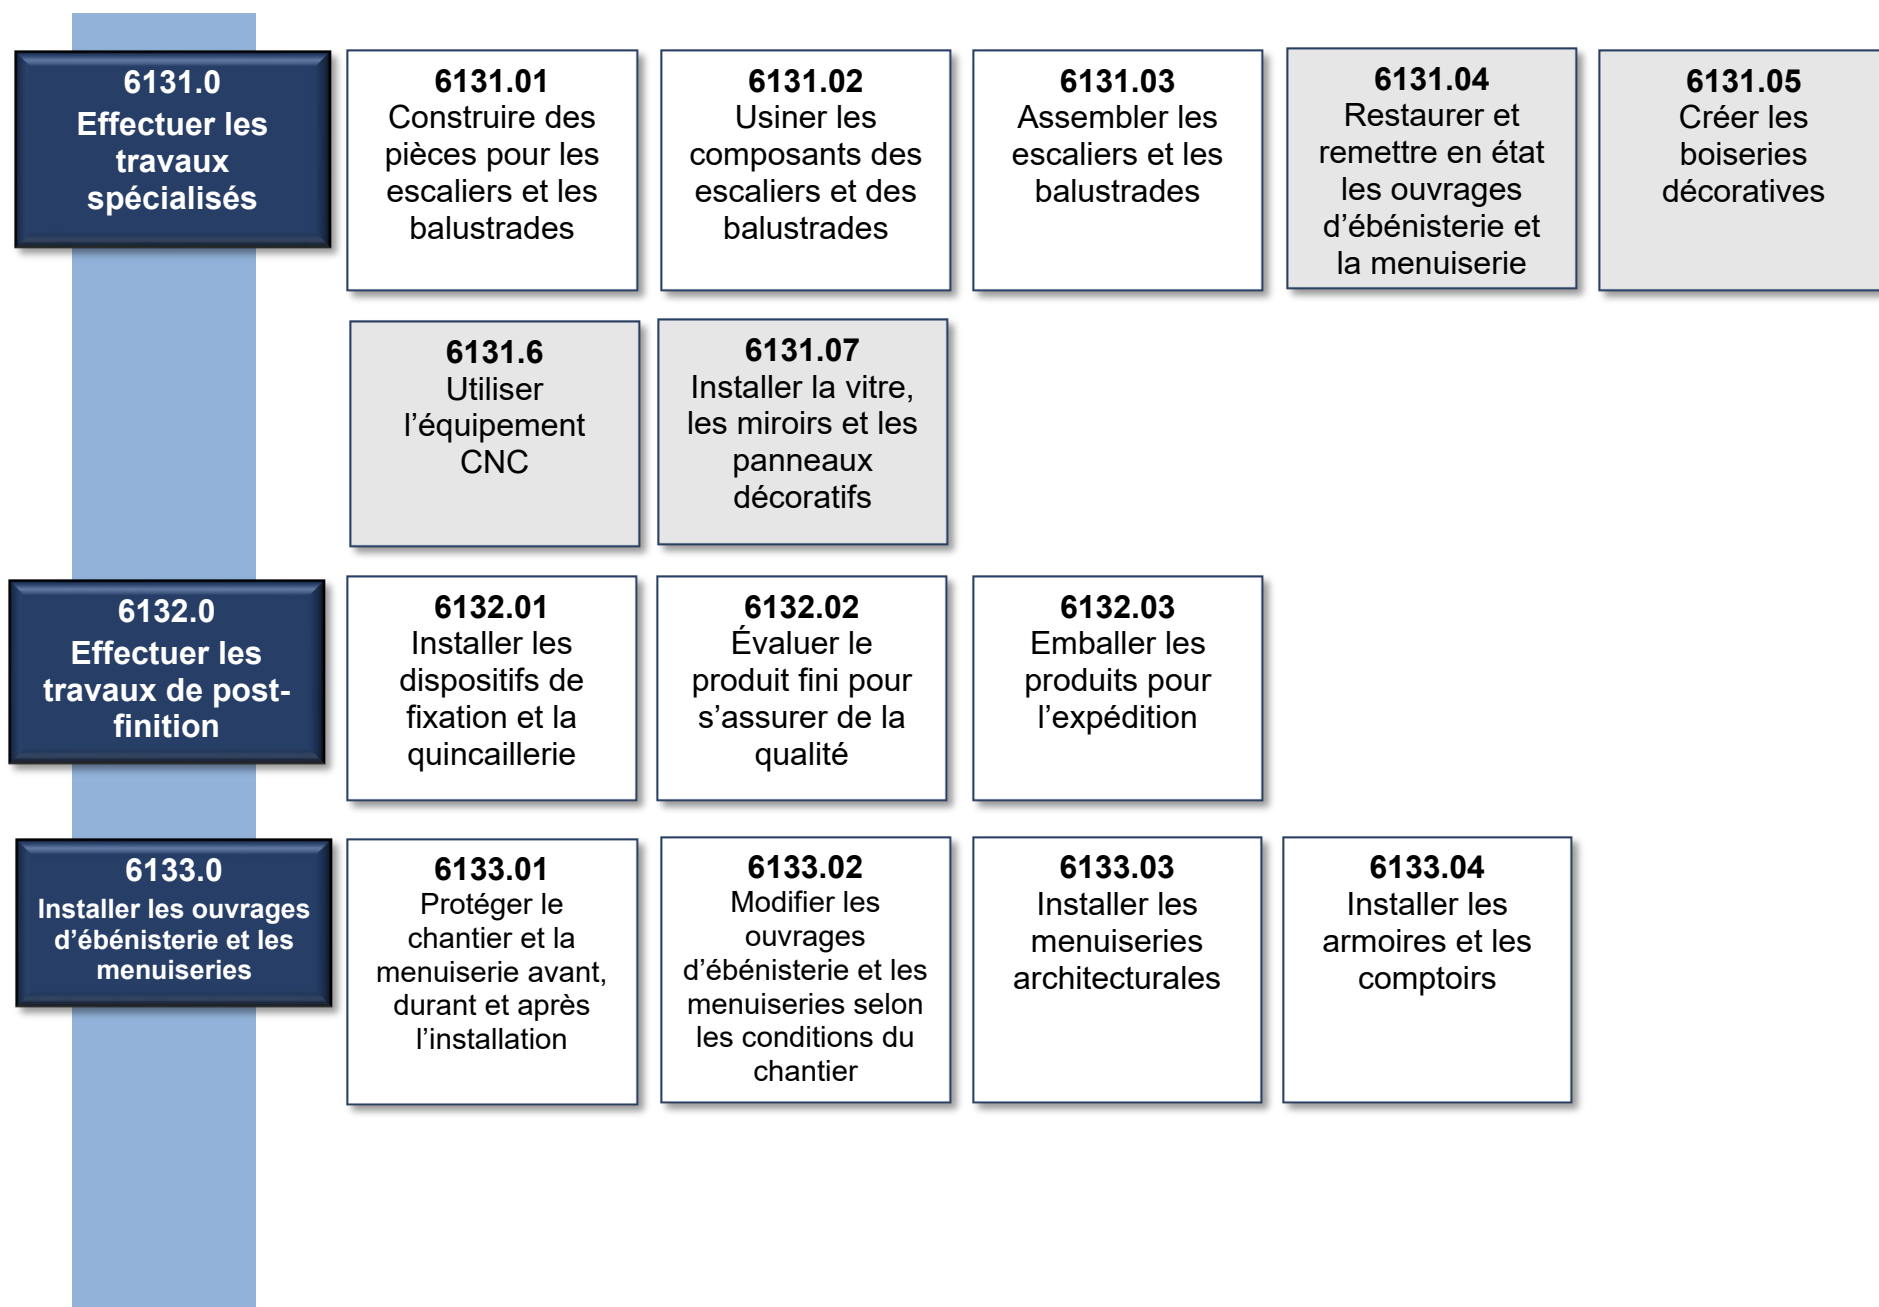 6131.0
Effectuer les
travaux
spécialisés
6131.01
Construire des
pièces pour les
escaliers et les
balustrades
6131.02
Usiner les
composants des
escaliers et des
balustrades
6131.03
Assembler les
escaliers et les
balustrades
6131.04
Restaurer et
remettre en état
les ouvrages
d’ébénisterie et
la menuiserie
6131.05
Créer les
boiseries
décoratives
6131.6
Utiliser
l’équipement
CNC
6131.07
Installer la vitre,
les miroirs et les
panneaux
décoratifs
6132.0
Effectuer les
travaux de post-
finition
6132.01
Installer les
dispositifs de
fixation et la
quincaillerie
6132.02
Évaluer le
produit fini pour
s’assurer de la
qualité
6132.03
Emballer les
produits pour
l’expédition
6133.0
Installer les ouvrages
d’ébénisterie et les
menuiseries
6133.01
Protéger le
chantier et la
menuiserie avant,
durant et après
l’installation
6133.02
Modifier les
ouvrages
d’ébénisterie et les
menuiseries selon
les conditions du
chantier
6133.03
Installer les
menuiseries
architecturales
6133.04
Installer les
armoires et les
comptoirs